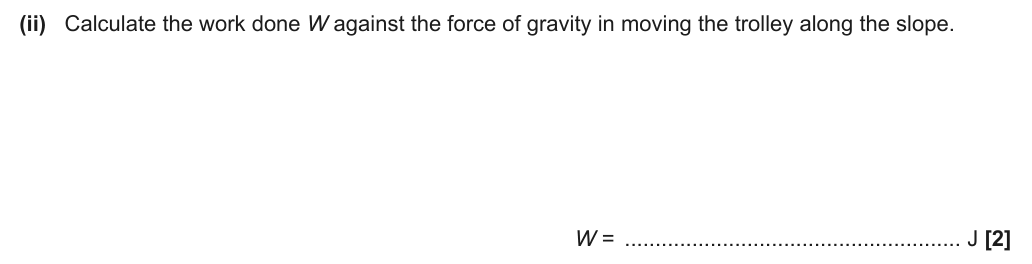 (ii) Calculate the work done W against the force of gravity in moving the trolley along the slope.
W = ........................................................ J [2]